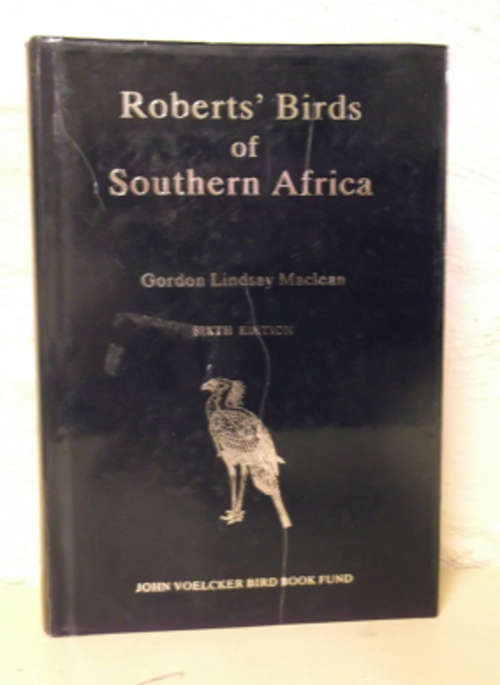 Roberts' Birds
of
Southern Africa
Gordon Lindsay Maclean
SIXTH EDITION
JOHN VOELCKER BIRD BOOK FUND